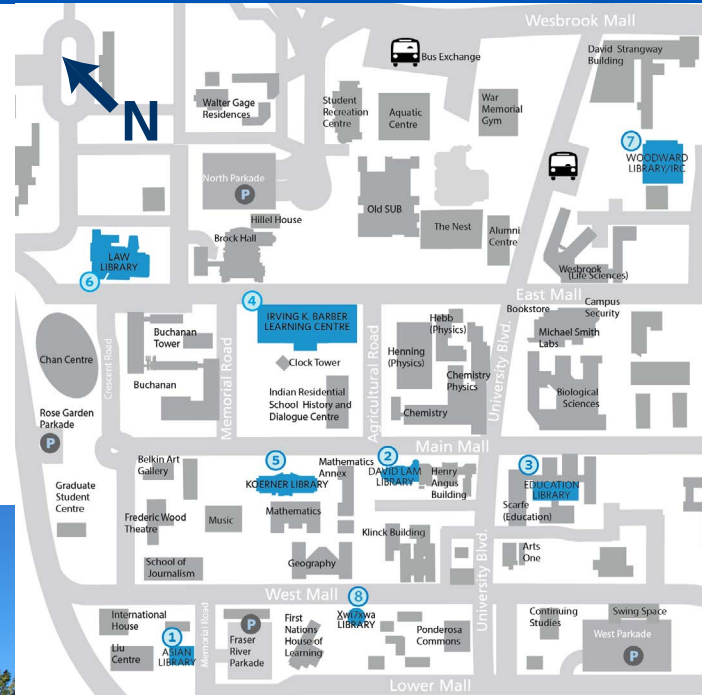 Wesbrook Mall
N
Bus Exchange
David Strangway
Building
Walter Gage
Residences
Student
Recreation
Centre
Aquatic
Centre
War
Memorial
Gym
7
WOODWARD
LIBRARY/IRC
North Parkade
P
Old SUB
Hillel House
The Nest
Alumni
Centre
Brock Hall
LAW
LIBRARY
6
Wesbrook
(Life Sciences)
East Mall
4
IRVING K. BARBER
LEARNING CENTRE
Bookstore
Campus
Security
Hebb
(Physics)
Michael Smith
Labs
Buchanan
Tower
Chan Centre
Crescent Road
Memorial Road
Clock Tower
Agricultural Road
Henning
(Physics)
Chemistry
Physics
University Blvd.
Buchanan
Indian Residential
School History and
Dialogue Centre
Biological
Sciences
Rose Garden
Parkade
P
Chemistry
Main Mall
Belkin Art
Gallery
5
KOERNER LIBRARY
Mathematics
Annex
2
DAVID LAM
LIBRARY
Henry
Angus
Building
3
EDUCATION
LIBRARY
Graduate
Student
Centre
Frederic Wood
Theatre
Music
Mathematics
Scarfe
(Education)
Klinck Building
University Blvd.
Arts
One
School of
Journalism
Geography
West Mall
8
Xwi7xwa
LIBRARY
International
House
1
ASIAN
LIBRARY
Liu
Centre
Memorial Road
P
Fraser
River
Parkade
First
Nations
House of
Learning
Ponderosa
Commons
Continuing
Studies
Swing Space
West Parkade
P
Lower Mall